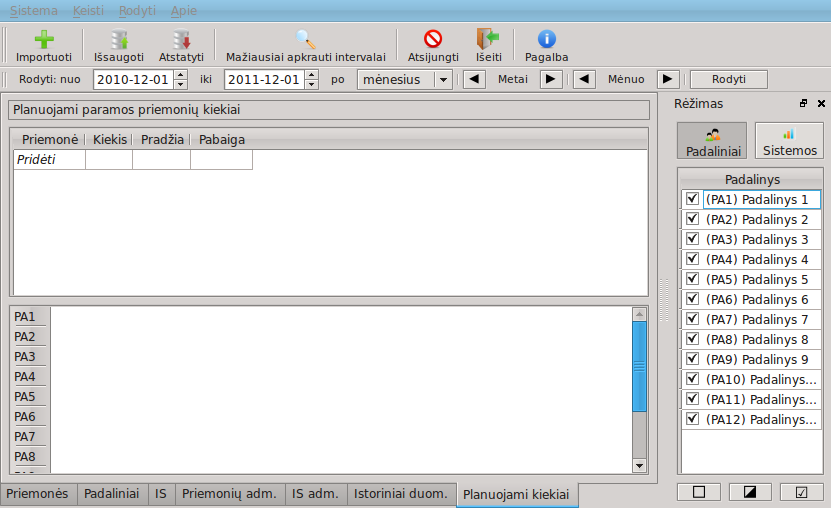 Sistema Keisti Rodyti Apie
Importuoti Išsaugoti Atstatyti Mažiausiai apkrauti intervalai Atsijungti Išeiti Pagalba
Rodyti: nuo 2010-12-01 iki 2011-12-01 po mėnesius Metai Mėnuo Rodyti
Planuojami paramos priemonių kiekiai
Priemonė Kiekis Pradžia Pabaiga
Pridėti
PA1
PA2
PA3
PA4
PA5
PA6
PA7
PA8
Priemonės Padaliniai IS Priemonių adm. IS adm. Istoriniai duom. Planuojami kiekiai
Rėžimas
Padaliniai Sistemos
Padalinys
(PA1) Padalinys 1
(PA2) Padalinys 2
(PA3) Padalinys 3
(PA4) Padalinys 4
(PA5) Padalinys 5
(PA6) Padalinys 6
(PA7) Padalinys 7
(PA8) Padalinys 8
(PA9) Padalinys 9
(PA10) Padalinys...
(PA11) Padalinys...
(PA12) Padalinys...